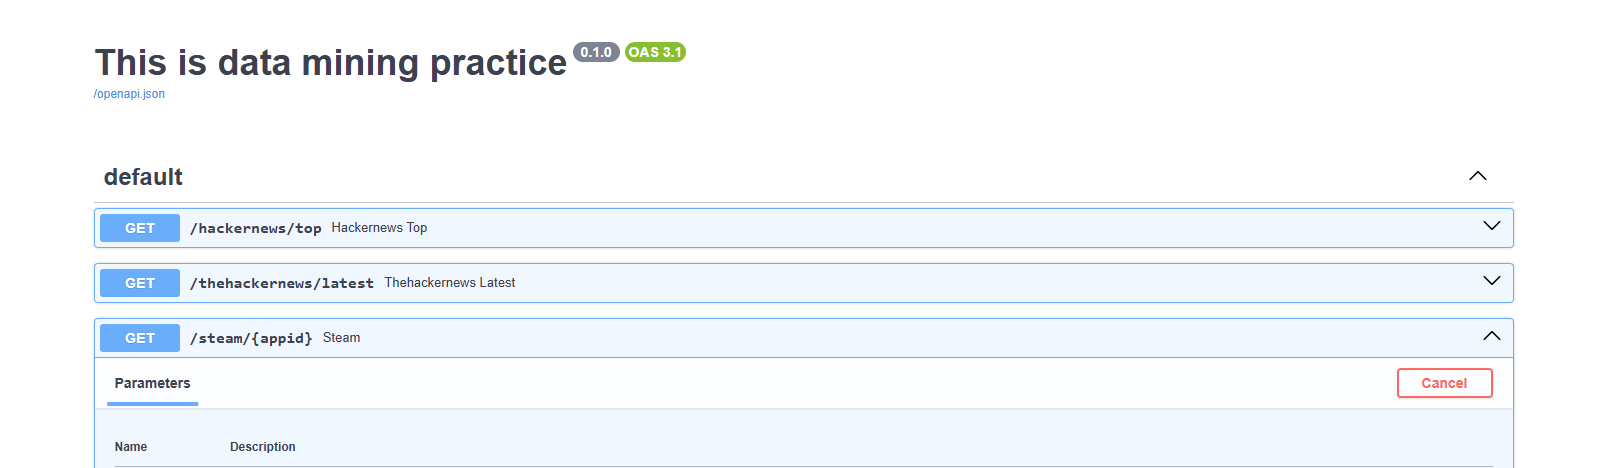 This is data mining practice 0.1.0 OAS 3.1
/openapi.json
default
GET /hackernews/top Hackernews Top
GET /thehackernews/latest Thehackernews Latest
GET /steam/{appid} Steam
Parameters Cancel
Name Description